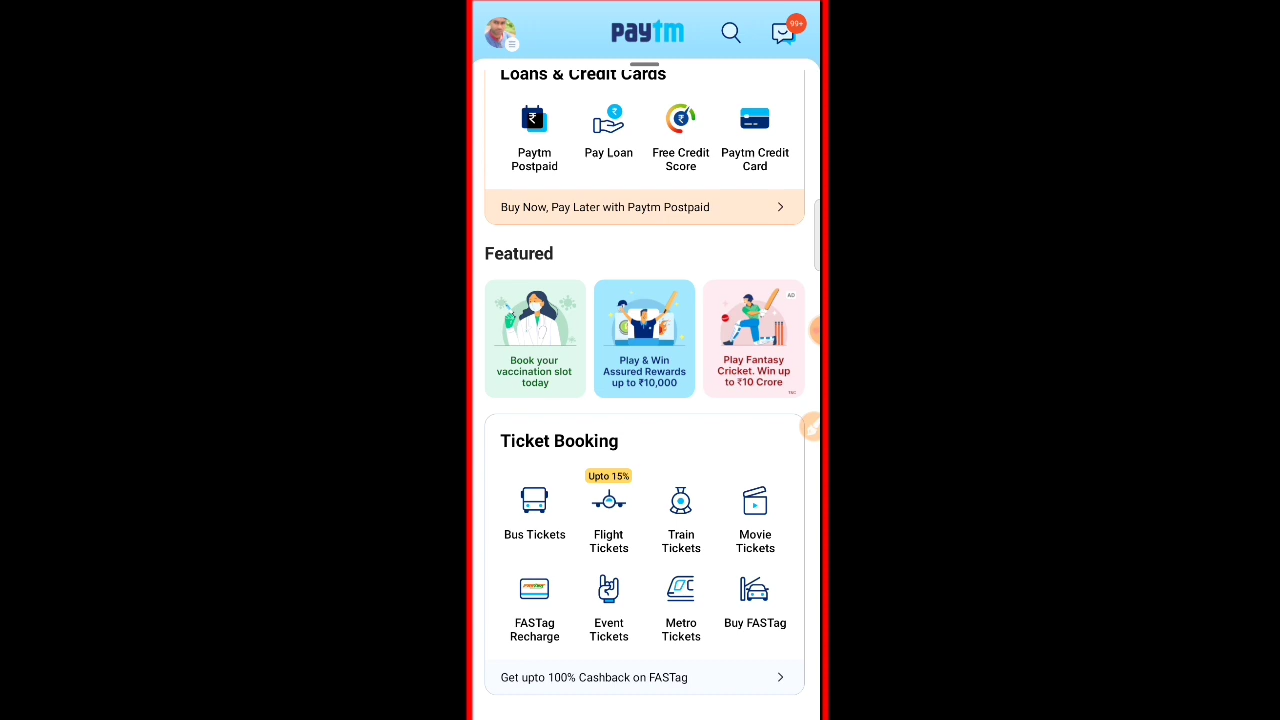 paytm
99+
Loans & Credit Cards
Paytm
Postpaid
Pay Loan
Free Credit
Score
Paytm Credit
Card
Buy Now, Pay Later with Paytm Postpaid
Featured
Book your
vaccination slot
today
Play & Win
Assured Rewards
up to ₹10,000
AD
Play Fantasy
Cricket. Win up
to ₹10 Crore
T&C
Ticket Booking
Upto 15%
Bus Tickets
Flight
Tickets
Train
Tickets
Movie
Tickets
FASTag
Recharge
Event
Tickets
Metro
Tickets
Buy FASTag
Get upto 100% Cashback on FASTag